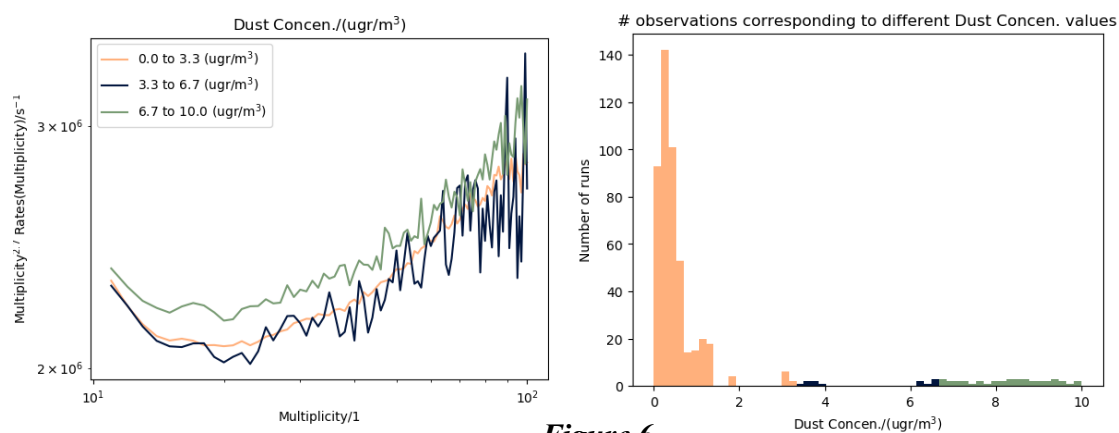 Dust Concen./(ugr/m³)
0.0 to 3.3 (ugr/m³)
3.3 to 6.7 (ugr/m³)
6.7 to 10.0 (ugr/m³)
Multiplicity²·⁷ Rates(Multiplicity)/s⁻¹
3 × 10⁶
2 × 10⁶
10¹
10²
Multiplicity/1
# observations corresponding to different Dust Concen. values
Number of runs
140
120
100
80
60
40
20
0
0 2 4 6 8 10
Dust Concen./(ugr/m³)
Figure 6